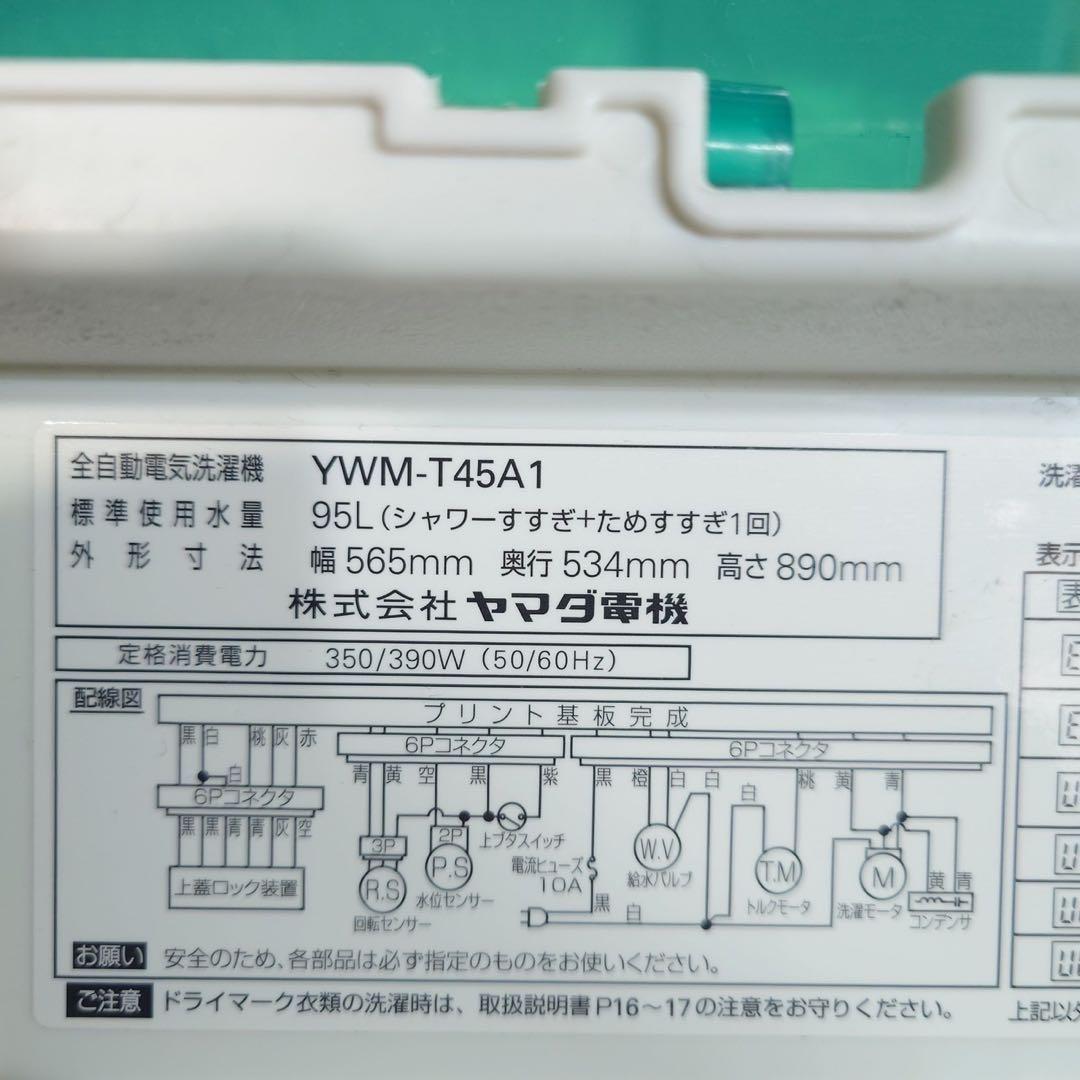 全自動電気洗濯機 YWM-T45A1
標準使用水量 95L(シャワーすすぎ+ためすすぎ1回)
外形寸法 幅565mm 奥行534mm 高さ890mm
株式会社ヤマダ電機
定格消費電力 350/390W (50/60Hz)
配線図
プリント基板完成
黒 白 桃 灰 赤
6Pコネクタ 6Pコネクタ
白
青 黄 空 黒 紫 黒 橙 白 白 白 桃 黄 青
6Pコネクタ
黒 黒 青 青 灰 空
3P 2P 上ブタスイッチ
R.S P.S W.V T.M M
電流ヒューズ 10A
給水バルブ
上蓋ロック装置
水位センサー
回転センサー
黒 白
トルクモータ 洗濯モータ
黄 青
コンデンサ
お願い 安全のため、各部品は必ず指定のものをお使いください。
ご注意 ドライマーク衣類の洗濯時は、取扱説明書P16〜17の注意をお守りください。
洗濯
表示
表
上記以